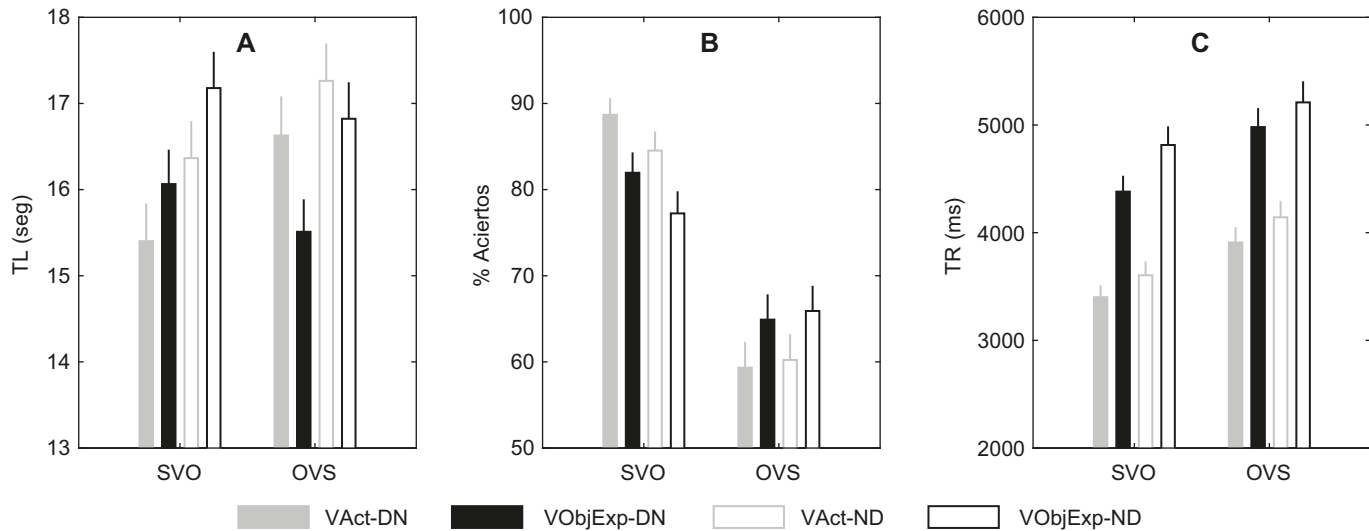 A
18
17
16
15
14
13
TL (seg)
SVO OVS
B
100
90
80
70
60
50
% Aciertos
SVO OVS
C
6000
5000
4000
3000
2000
TR (ms)
SVO OVS
VAct-DN VObjExp-DN VAct-ND VObjExp-ND